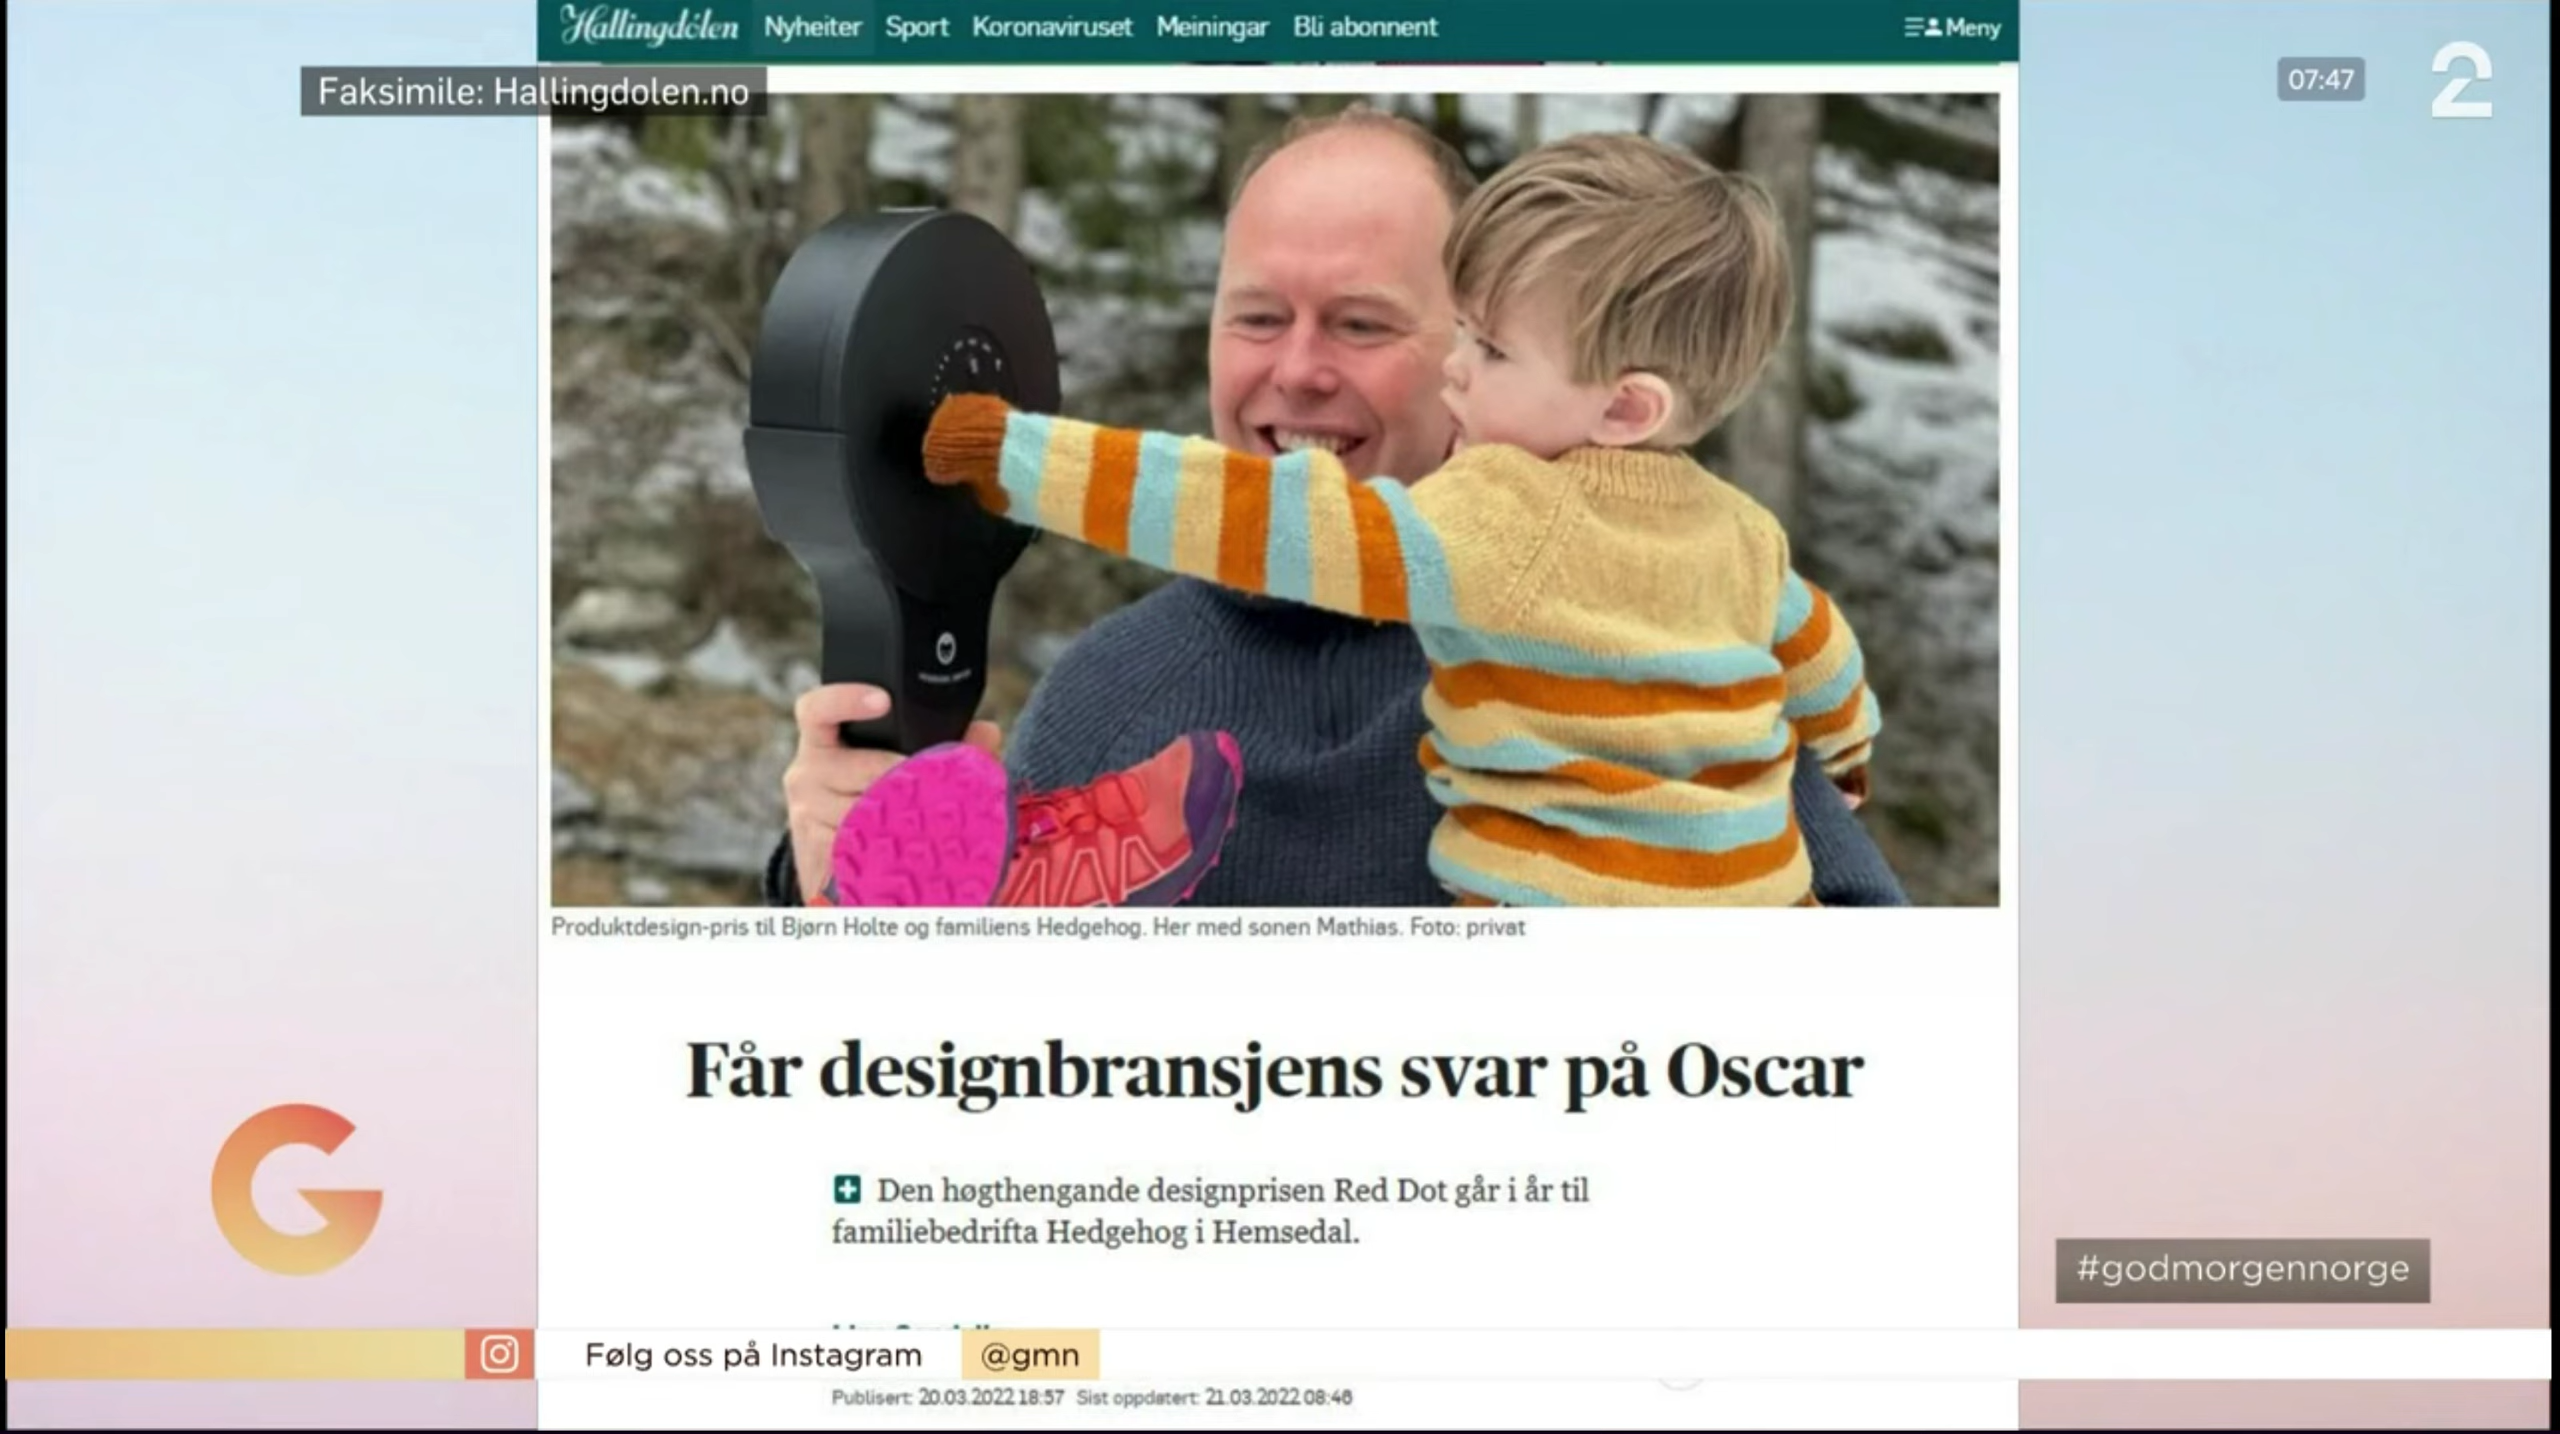 Hallingdølen Nyheiter Sport Koronaviruset Meiningar Bli abonnent Meny
Faksimile: Hallingdolen.no
07:47
2
Produktdesign-pris til Bjørn Holte og familiens Hedgehog. Her med sonen Mathias. Foto: privat
Får designbransjens svar på Oscar
Den høgthengande designprisen Red Dot går i år til
familiebedrifta Hedgehog i Hemsedal.
G
#godmorgennorge
Følg oss på Instagram @gmn
Publisert: 20.03.2022 18:57 Sist oppdatert: 21.03.2022 08:46